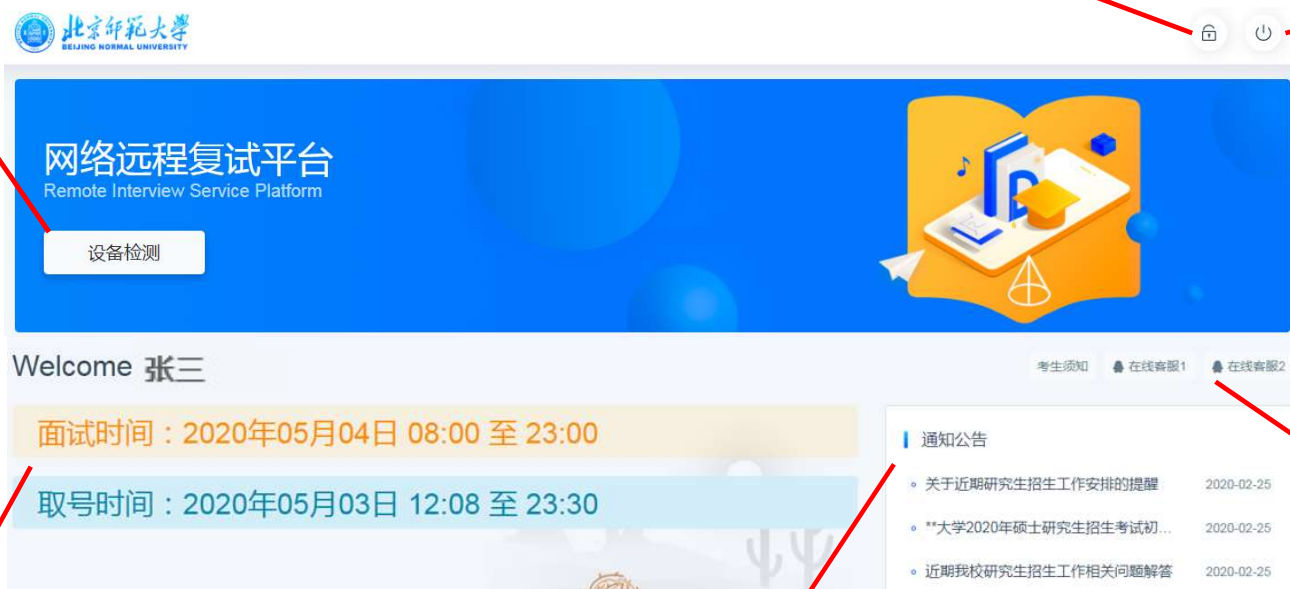 北京师范大学
BEIJING NORMAL UNIVERSITY
网络远程复试平台
Remote Interview Service Platform
设备检测
D
Welcome 张三
考生须知 在线客服1 在线客服2
面试时间：2020年05月04日 08:00 至 23:00
取号时间：2020年05月03日 12:08 至 23:30
通知公告
关于近期研究生招生工作安排的提醒 2020-02-25
**大学2020年硕士研究生招生考试初... 2020-02-25
近期我校研究生招生工作相关问题解答 2020-02-25